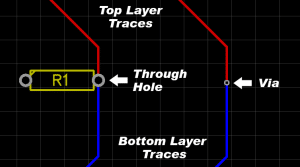 Top Layer
Traces
R1
Through
Hole
Via
Bottom Layer
Traces